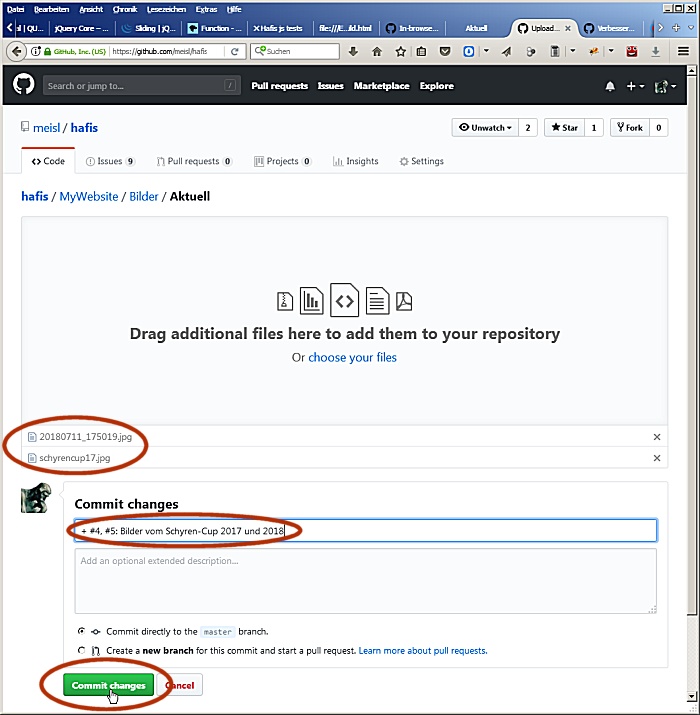 Datei Bearbeiten Ansicht Chronik Lesezeichen Extras Hilfe
isl | QU... jQuery Core – ... Sliding | jQ... Function - ... Hafis js tests file:///E...ild.html In-browse... Aktuell Upload... Verbesser...
GitHub, Inc. (US) https://github.com/meisl/hafis Suchen
Search or jump to... / Pull requests Issues Marketplace Explore
meisl / hafis Unwatch 2 Star 1 Fork 0
Code Issues 9 Pull requests 0 Projects 0 Insights Settings
hafis / MyWebsite / Bilder / Aktuell
Drag additional files here to add them to your repository
Or choose your files
20180711_175019.jpg
schyrencup17.jpg
Commit changes
+ #4, #5: Bilder vom Schyren-Cup 2017 und 2018
Add an optional extended description...
Commit directly to the master branch.
Create a new branch for this commit and start a pull request. Learn more about pull requests.
Commit changes Cancel